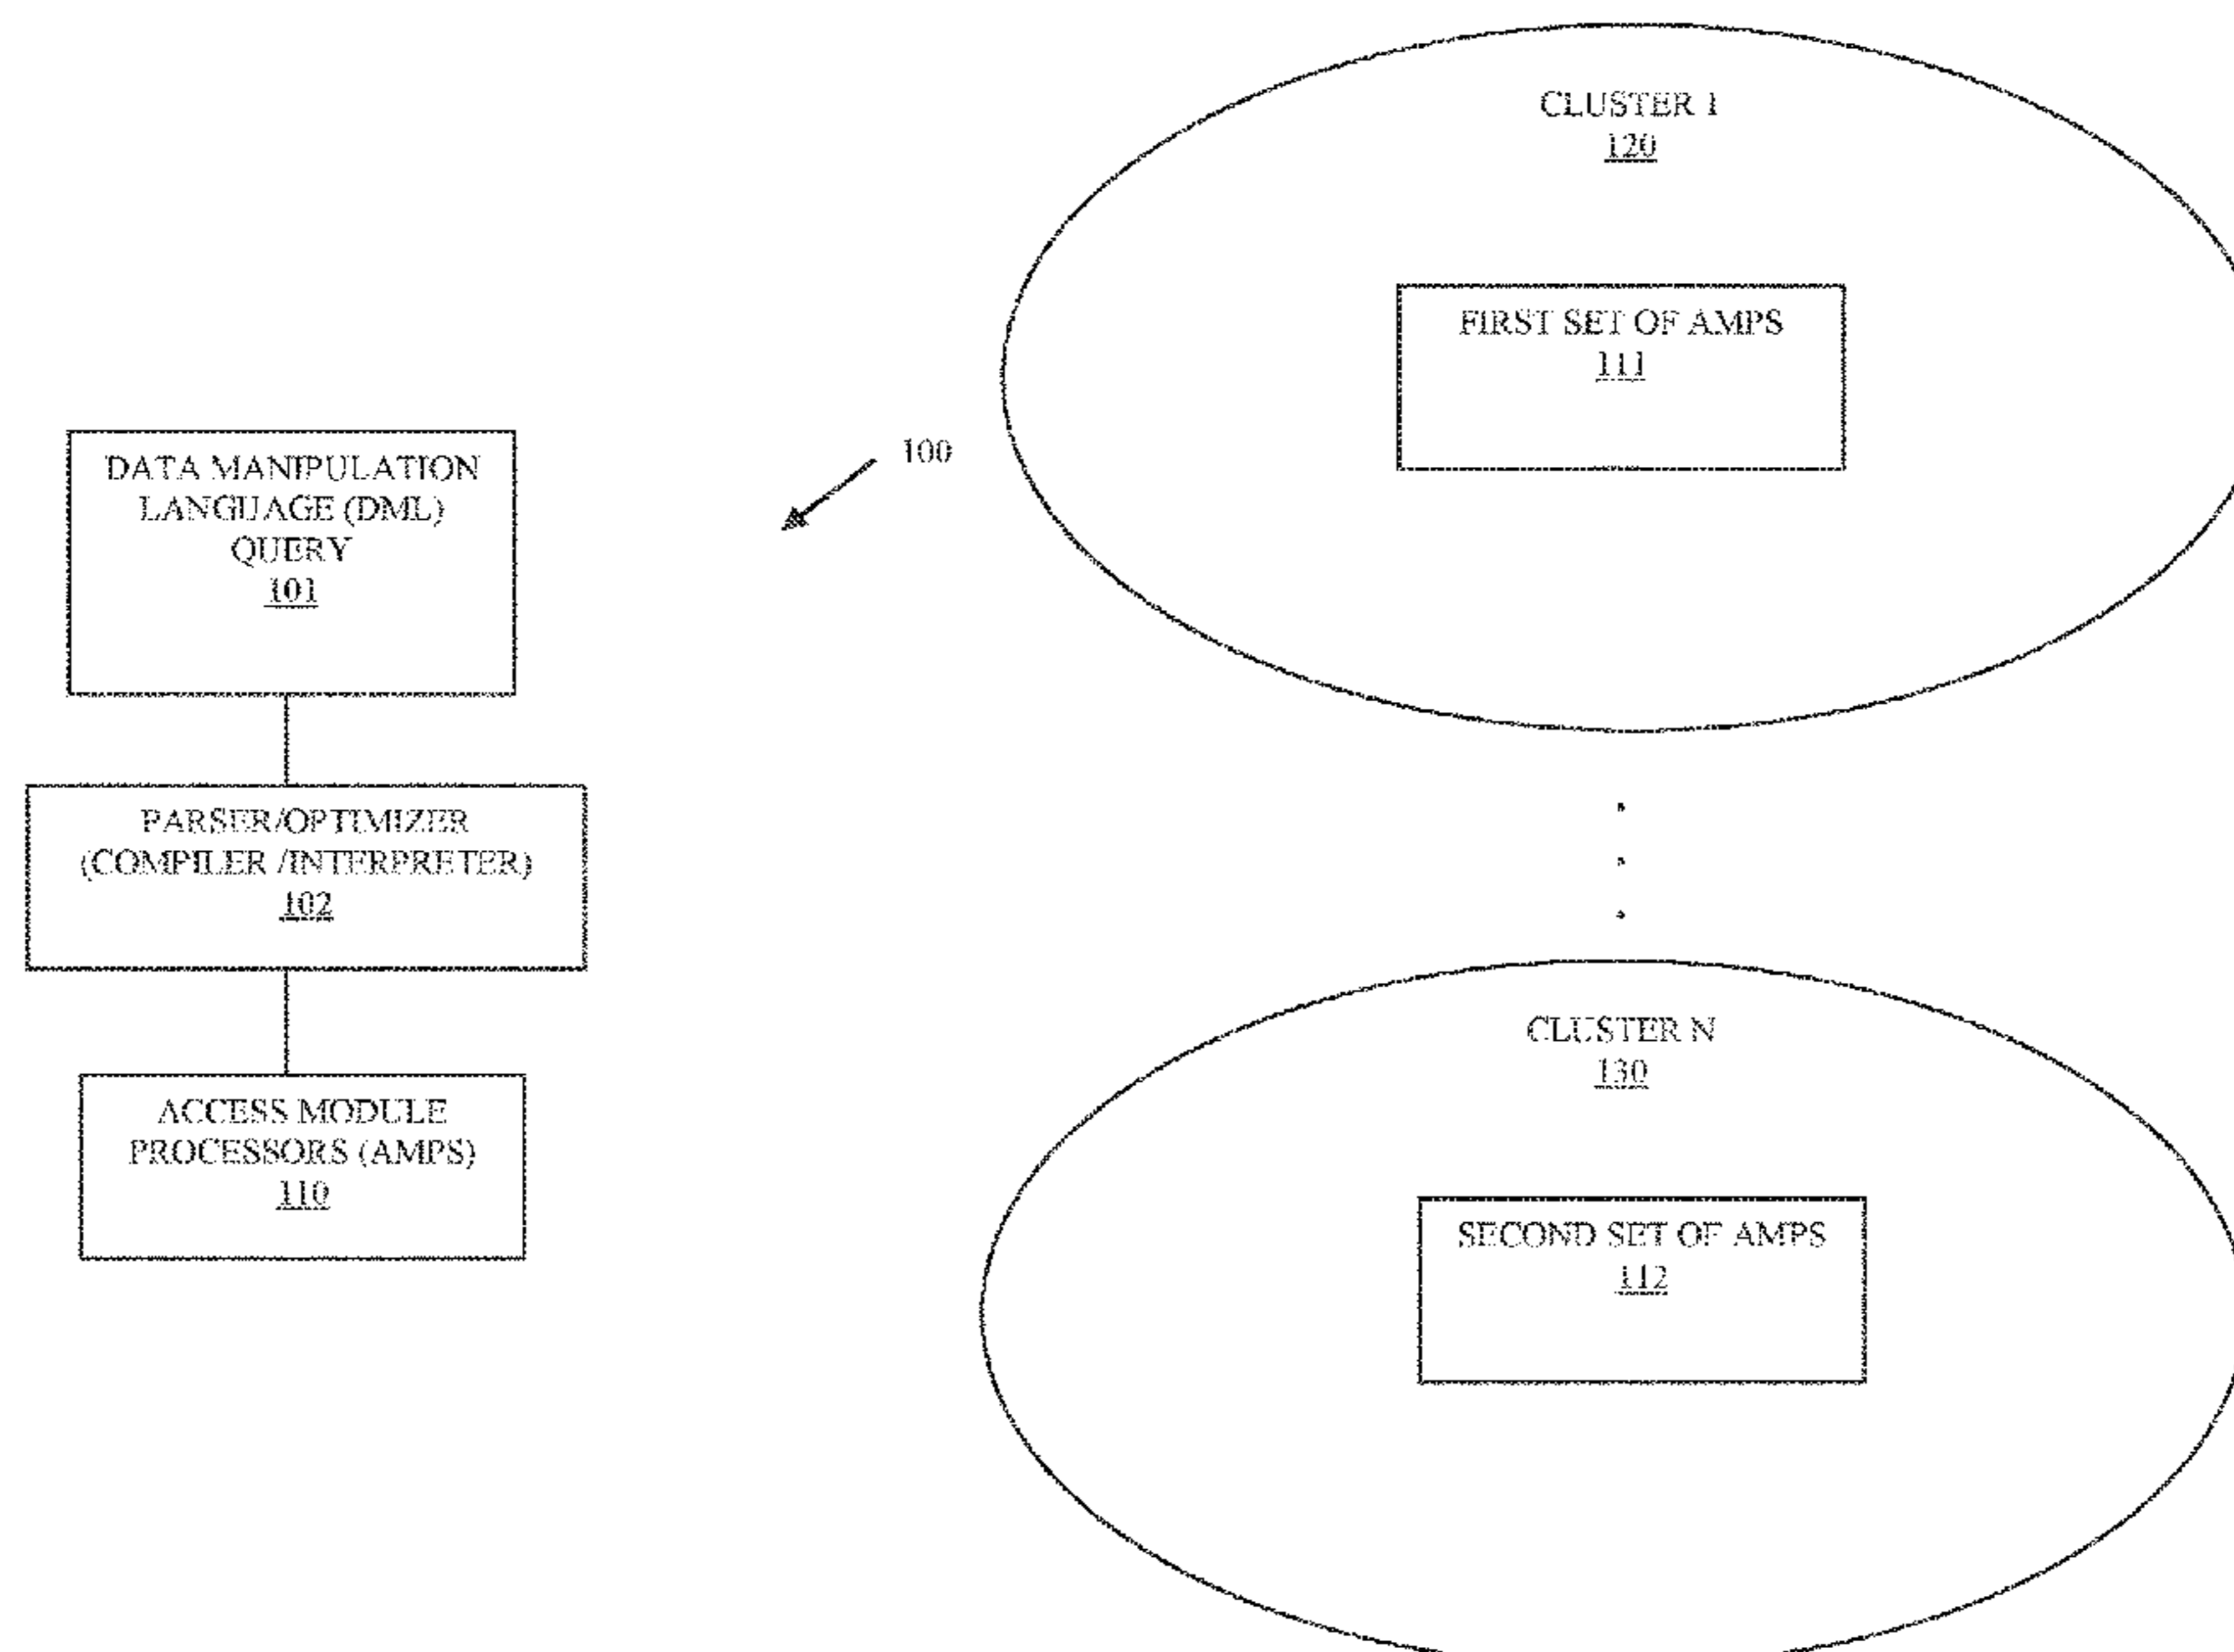 CLUSTER 1
120
FIRST SET OF AMPS
111
100
DATA MANIPULATION
LANGUAGE (DML)
QUERY
101
PARSER/OPTIMIZER
(COMPILER /INTERPRETER)
102
ACCESS MODULE
PROCESSORS (AMPS)
110
CLUSTER N
130
SECOND SET OF AMPS
112